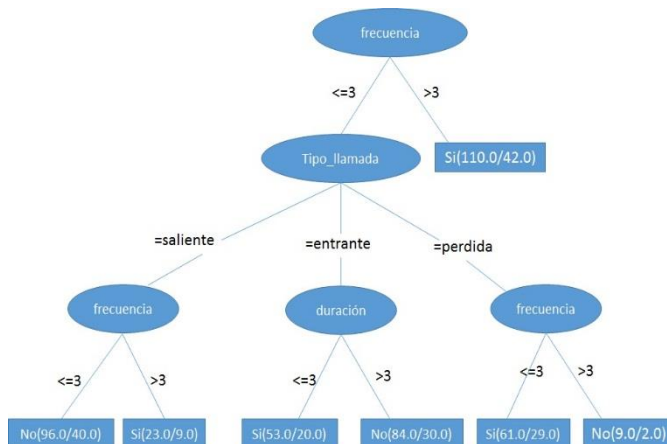 frecuencia
<=3 >3
Tipo_llamada Si(110.0/42.0)
=saliente =entrante =perdida
frecuencia duración frecuencia
<=3 >3 <=3 >3 <=3 >3
No(96.0/40.0) Si(23.0/9.0) Si(53.0/20.0) No(84.0/30.0) Si(61.0/29.0) No(9.0/2.0)